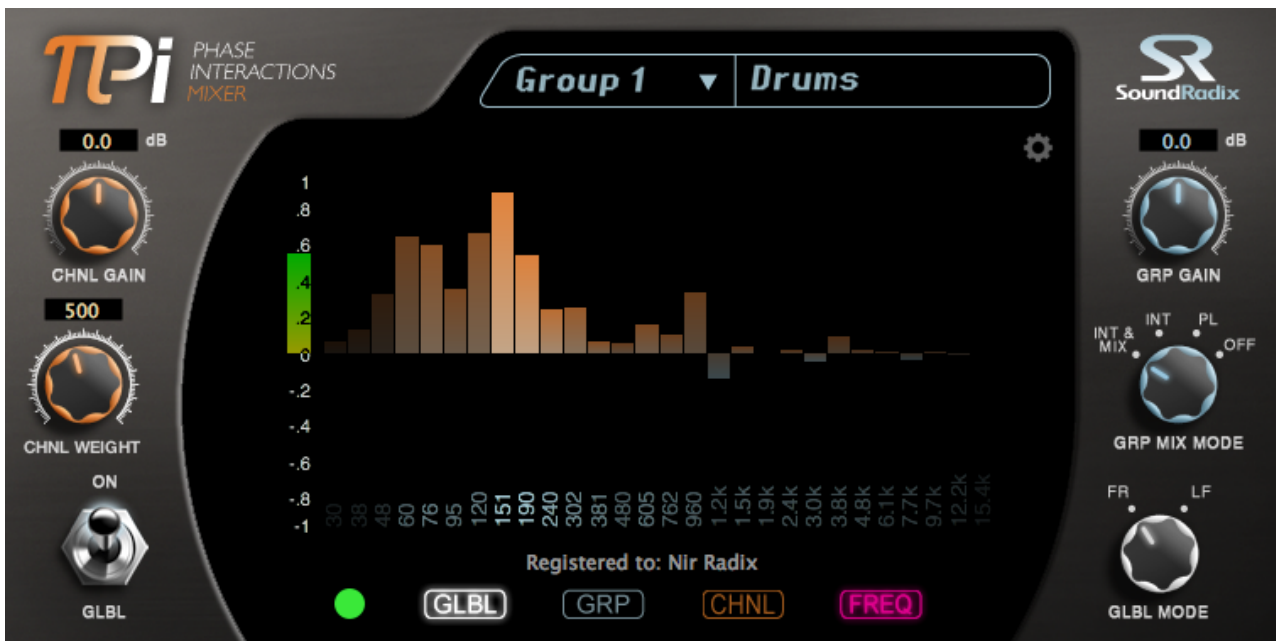 πPi PHASE
INTERACTIONS
MIXER
Group 1 ▼ Drums
SR
SoundRadix
0.0 dB
CHNL GAIN
500
CHNL WEIGHT
ON
GLBL
1
.8
.6
.4
.2
0
-.2
-.4
-.6
-.8
-1
30 38 48 60 76 95 120 151 190 240 302 381 480 605 762 960 1.2k 1.5k 1.9k 2.4k 3.0k 3.8k 4.8k 6.1k 7.7k 9.7k 12.2k 15.4k
Registered to: Nir Radix
GLBL GRP CHNL FREQ
0.0 dB
GRP GAIN
INT & MIX INT PL OFF
GRP MIX MODE
FR LF
GLBL MODE